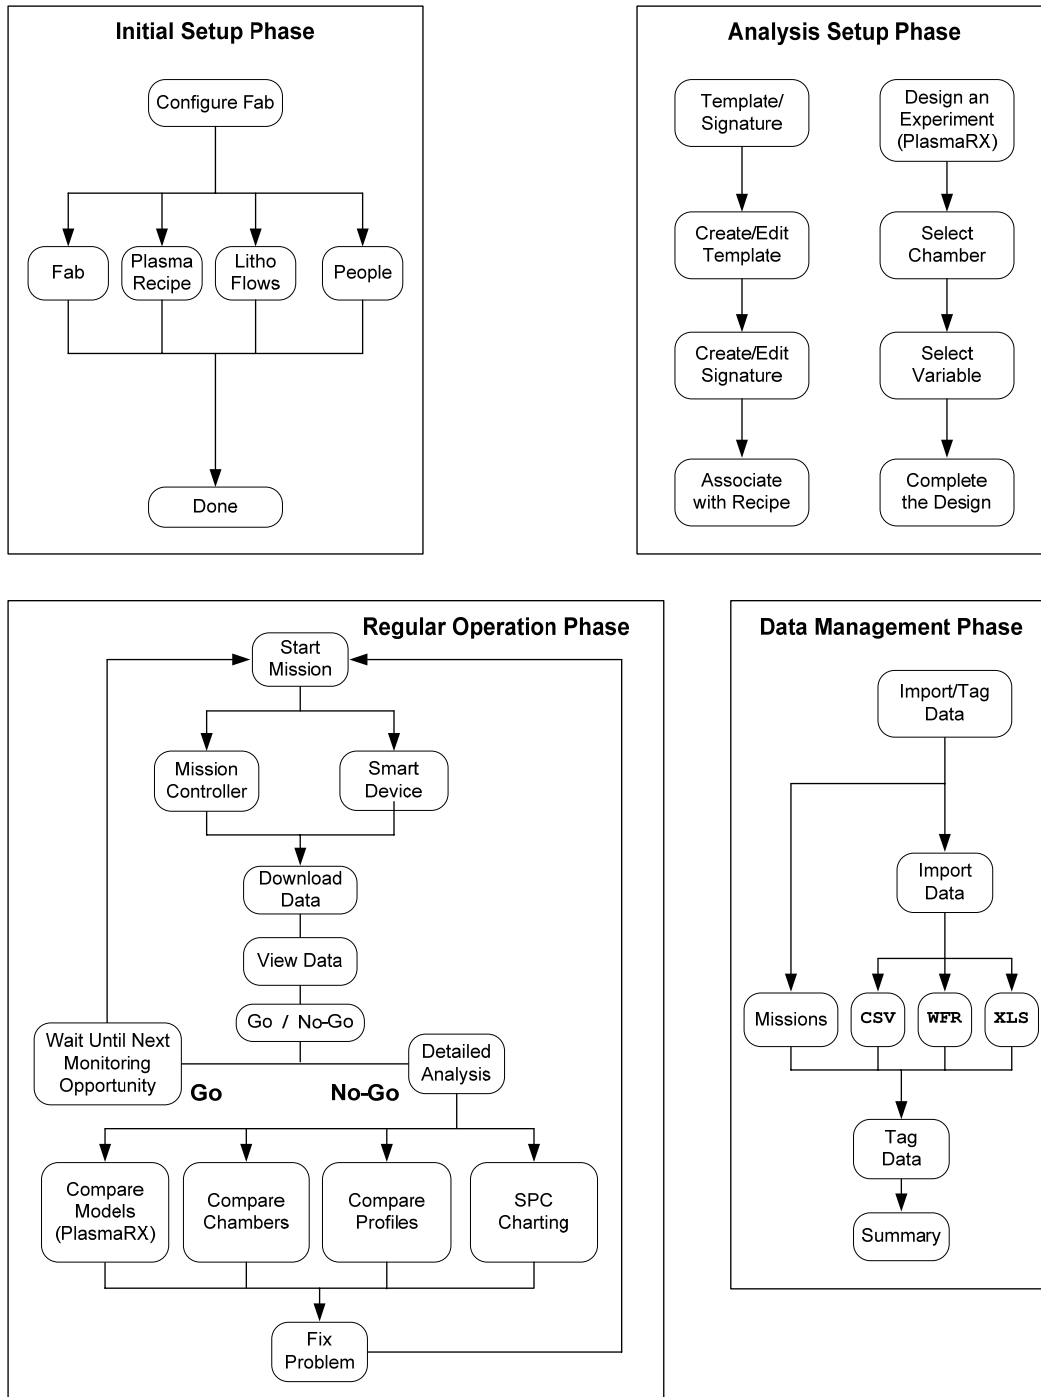 Initial Setup Phase
Configure Fab
Fab
Plasma
Recipe
Litho
Flows
People
Done
Analysis Setup Phase
Template/
Signature
Create/Edit
Template
Create/Edit
Signature
Associate
with Recipe
Design an
Experiment
(PlasmaRX)
Select
Chamber
Select
Variable
Complete
the Design
Regular Operation Phase
Start
Mission
Mission
Controller
Smart
Device
Download
Data
View Data
Go / No-Go
Wait Until Next
Monitoring
Opportunity
Go
No-Go
Detailed
Analysis
Compare
Models
(PlasmaRX)
Compare
Chambers
Compare
Profiles
SPC
Charting
Fix
Problem
Data Management Phase
Import/Tag
Data
Import
Data
Missions
CSV
WFR
XLS
Tag
Data
Summary